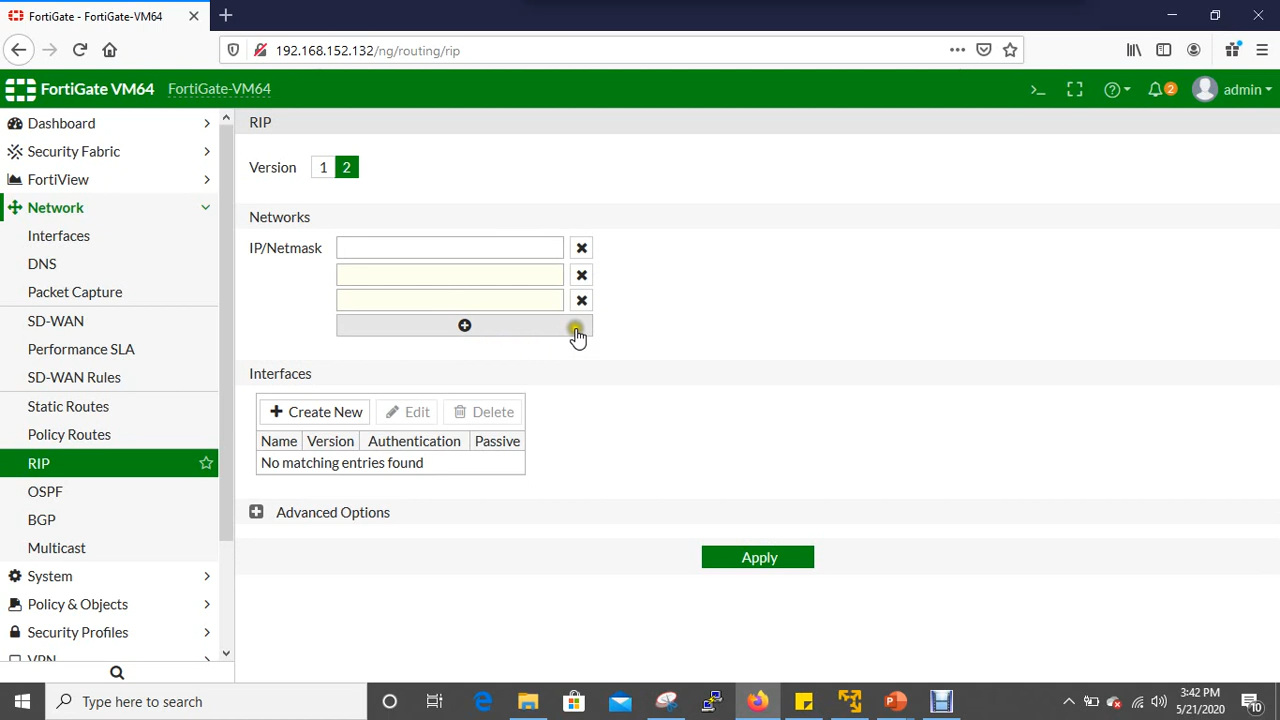 FortiGate - FortiGate-VM64
192.168.152.132/ng/routing/rip
FortiGate VM64 FortiGate-VM64
2
admin
Dashboard
Security Fabric
FortiView
Network
Interfaces
DNS
Packet Capture
SD-WAN
Performance SLA
SD-WAN Rules
Static Routes
Policy Routes
RIP
OSPF
BGP
Multicast
System
Policy & Objects
Security Profiles
VPN
RIP
Version 1 2
Networks
IP/Netmask
Interfaces
Create New Edit Delete
Name Version Authentication Passive
No matching entries found
Advanced Options
Apply
Type here to search
3:42 PM
5/21/2020
10